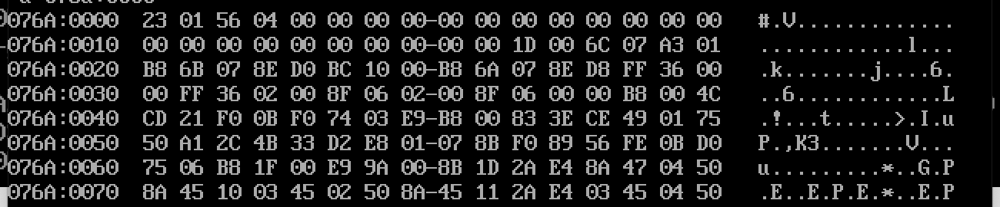 076A:0000  23 01 56 04 00 00 00 00-00 00 00 00 00 00 00 00   #.V.............
076A:0010  00 00 00 00 00 00 00 00-00 00 1D 00 6C 07 A3 01   ............l...
076A:0020  B8 6B 07 8E D0 BC 10 00-B8 6A 07 8E D8 FF 36 00   .k.......j....6.
076A:0030  00 FF 36 02 00 8F 06 02-00 8F 06 00 00 B8 00 4C   ..6............L
076A:0040  CD 21 F0 0B F0 74 03 E9-B8 00 83 3E CE 49 01 75   .!...t.....>.I.u
076A:0050  50 A1 2C 4B 33 D2 E8 01-07 8B F0 89 56 FE 0B D0   P.,K3.......V...
076A:0060  75 06 B8 1F 00 E9 9A 00-8B 1D 2A E4 8A 47 04 50   u.........*..G.P
076A:0070  8A 45 10 03 45 02 50 8A-45 11 2A E4 03 45 04 50   .E..E.P.E.*..E.P